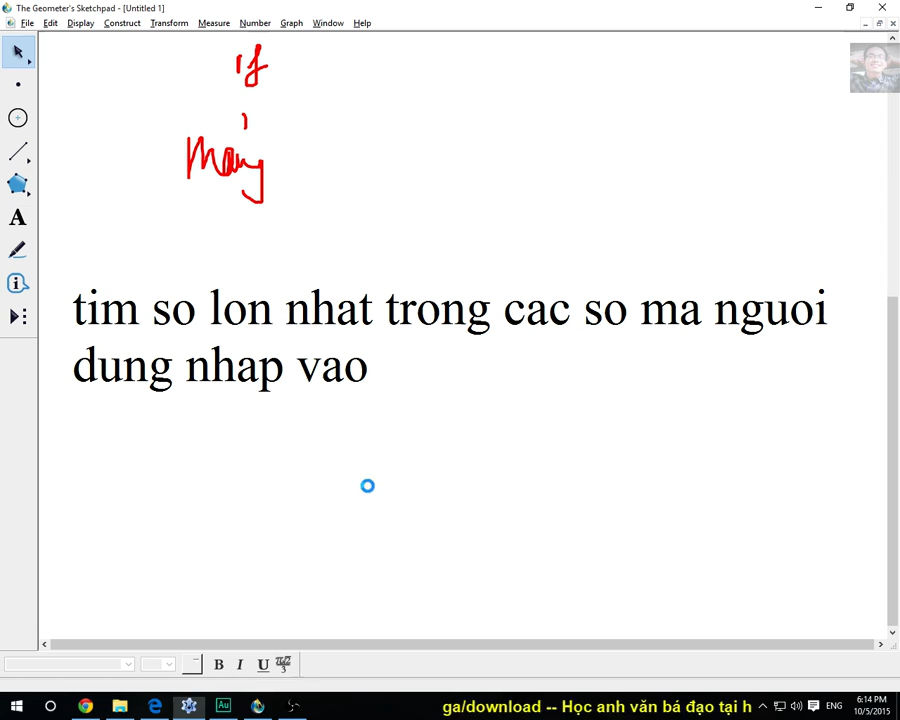 The Geometer's Sketchpad - [Untitled 1]
File Edit Display Construct Transform Measure Number Graph Window Help
if
mảng
A
tim so lon nhat trong cac so ma nguoi
dung nhap vao
B I U
Au
ga/download -- Học anh văn bá đạo tại h
ENG
6:14 PM
10/5/2015